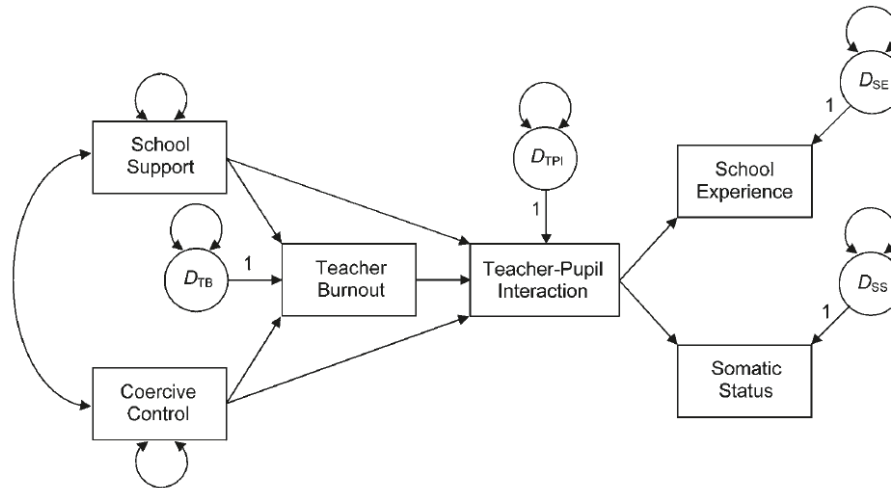 School
Support
Coercive
Control
D_TB
1
Teacher
Burnout
D_TPI
1
Teacher-Pupil
Interaction
D_SE
1
School
Experience
D_SS
1
Somatic
Status